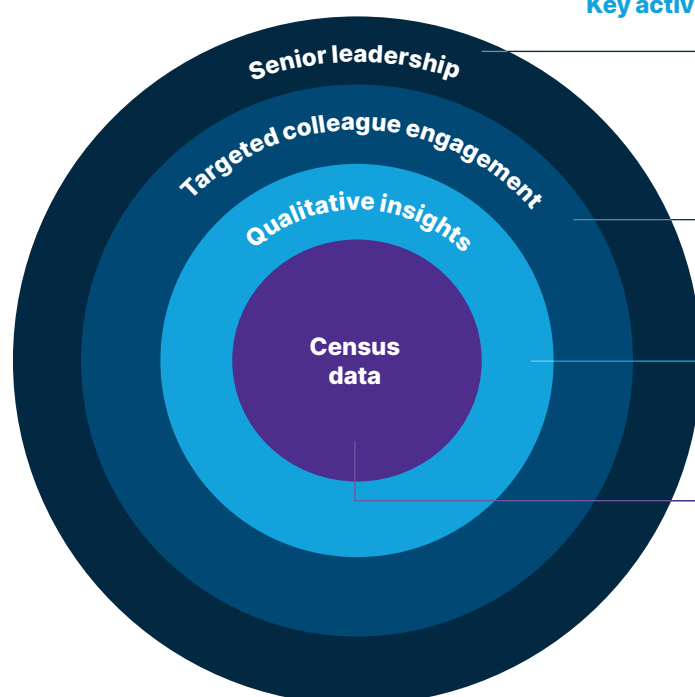 Key activ
Senior leadership
Targeted colleague engagement
Qualitative insights
Census
data